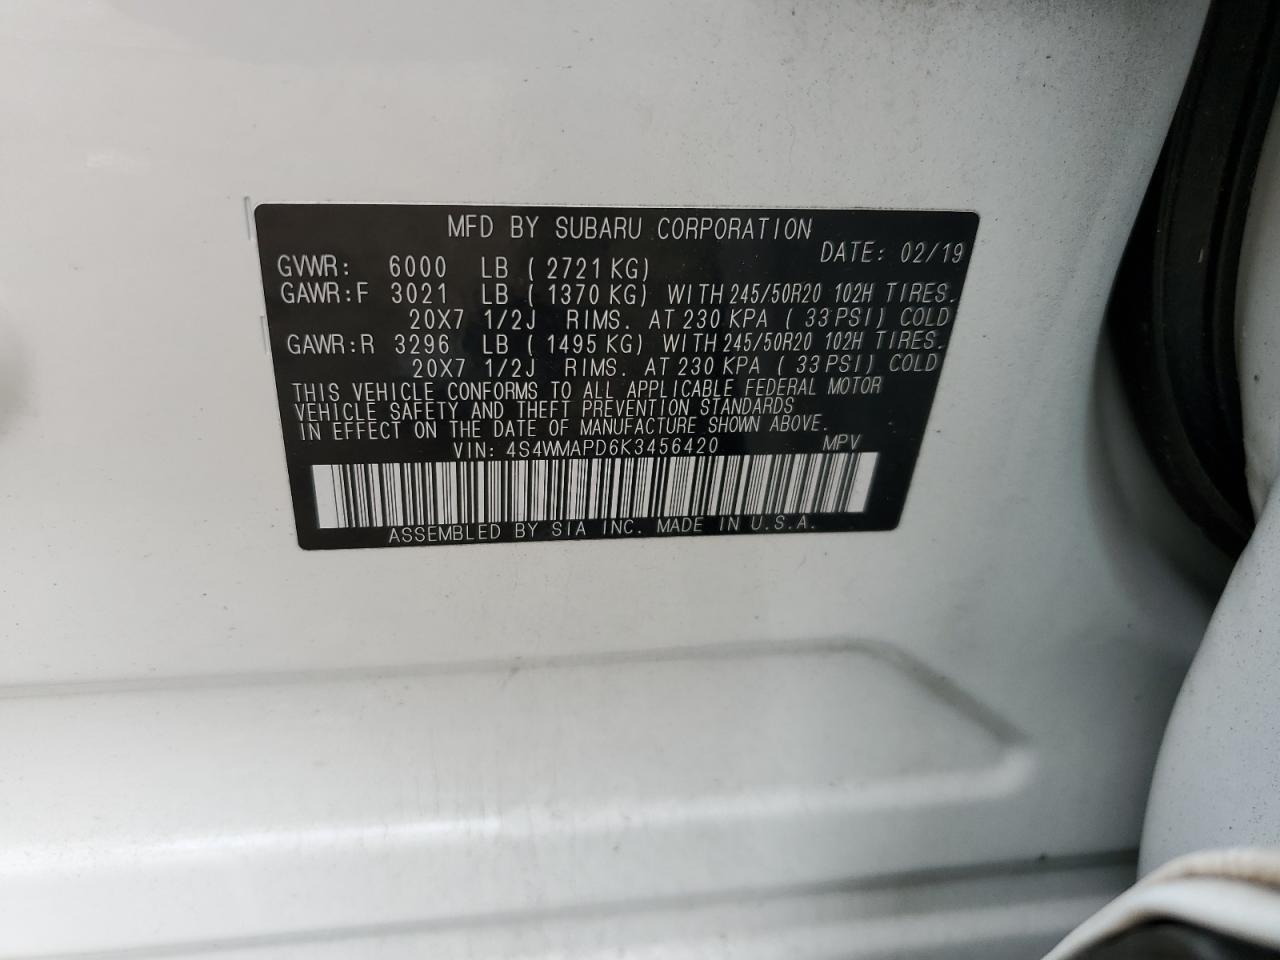 MFD BY SUBARU CORPORATION
DATE: 02/19
GVWR: 6000 LB ( 2721 KG)
GAWR:F 3021 LB ( 1370 KG) WITH 245/50R20 102H TIRES.
20X7 1/2J RIMS. AT 230 KPA ( 33 PSI) COLD
GAWR:R 3296 LB ( 1495 KG) WITH 245/50R20 102H TIRES.
20X7 1/2J RIMS. AT 230 KPA ( 33 PSI) COLD
THIS VEHICLE CONFORMS TO ALL APPLICABLE FEDERAL MOTOR
VEHICLE SAFETY AND THEFT PREVENTION STANDARDS
IN EFFECT ON THE DATE OF MANUFACTURE SHOWN ABOVE.
VIN: 4S4WMAPD6K3456420 MPV
ASSEMBLED BY SIA INC. MADE IN U.S.A.